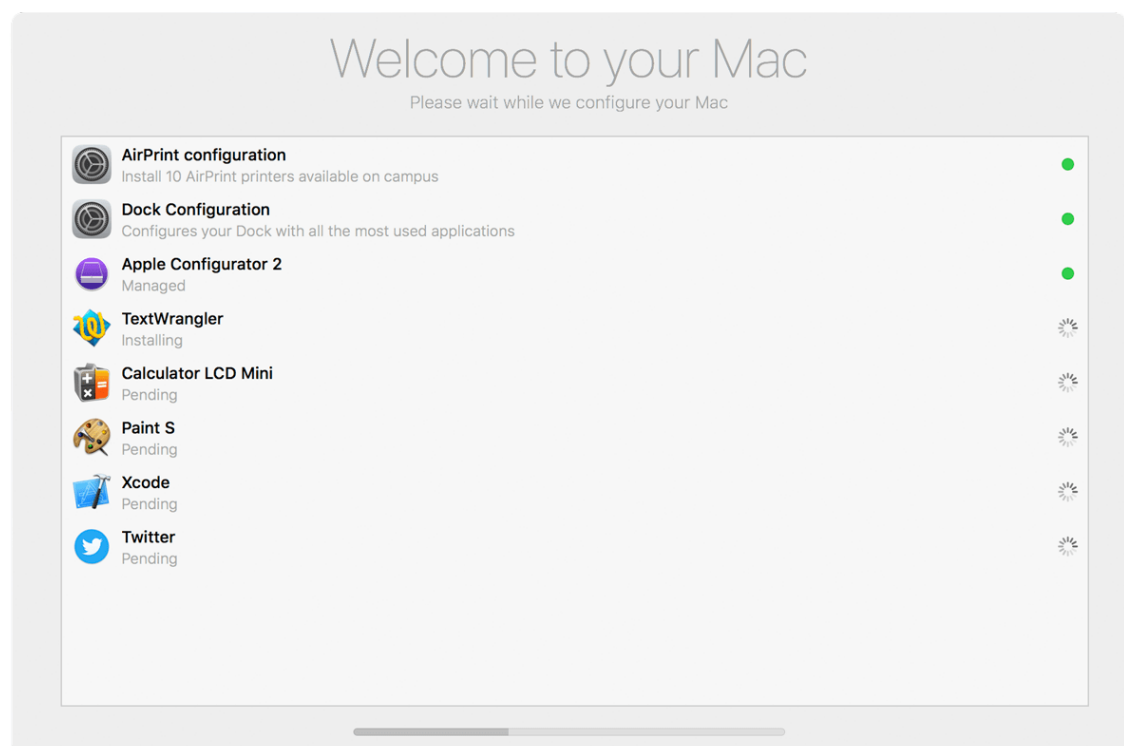 Welcome to your Mac
Please wait while we configure your Mac
AirPrint configuration
Install 10 AirPrint printers available on campus
Dock Configuration
Configures your Dock with all the most used applications
Apple Configurator 2
Managed
TextWrangler
Installing
Calculator LCD Mini
Pending
Paint S
Pending
Xcode
Pending
Twitter
Pending